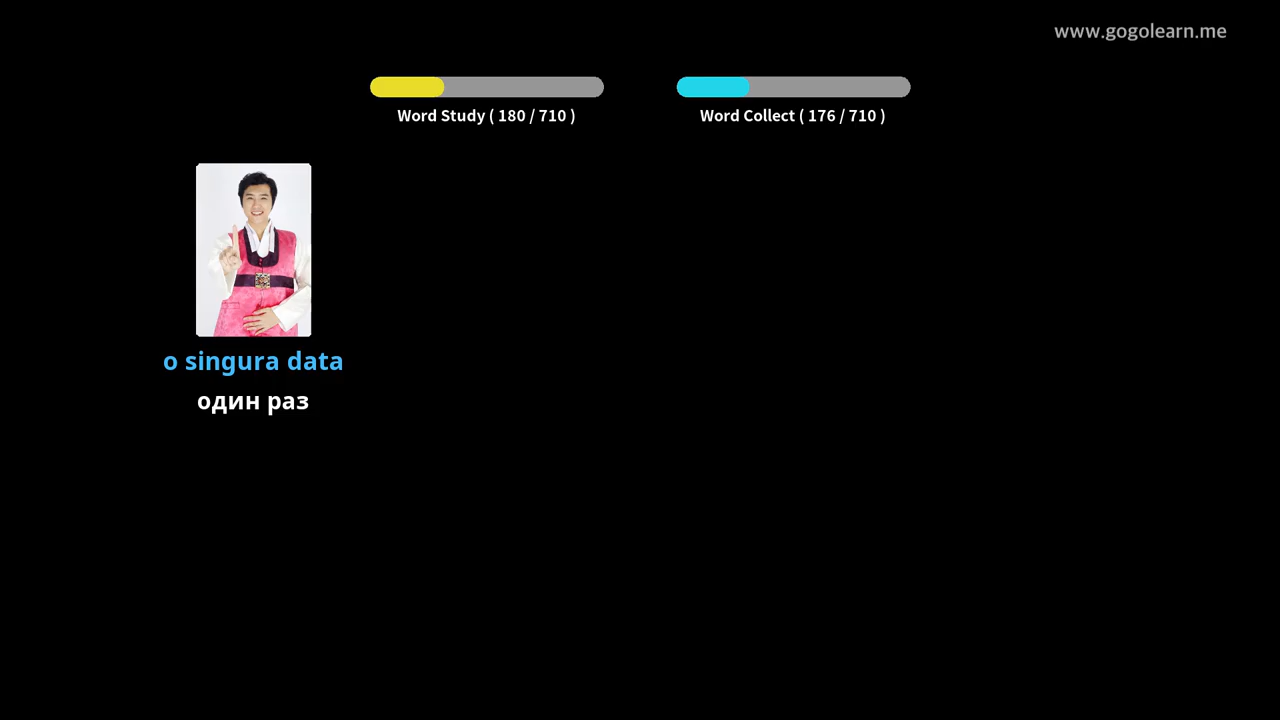 www.gogolearn.me
Word Study ( 180 / 710 )
Word Collect ( 176 / 710 )
o singura data
один раз